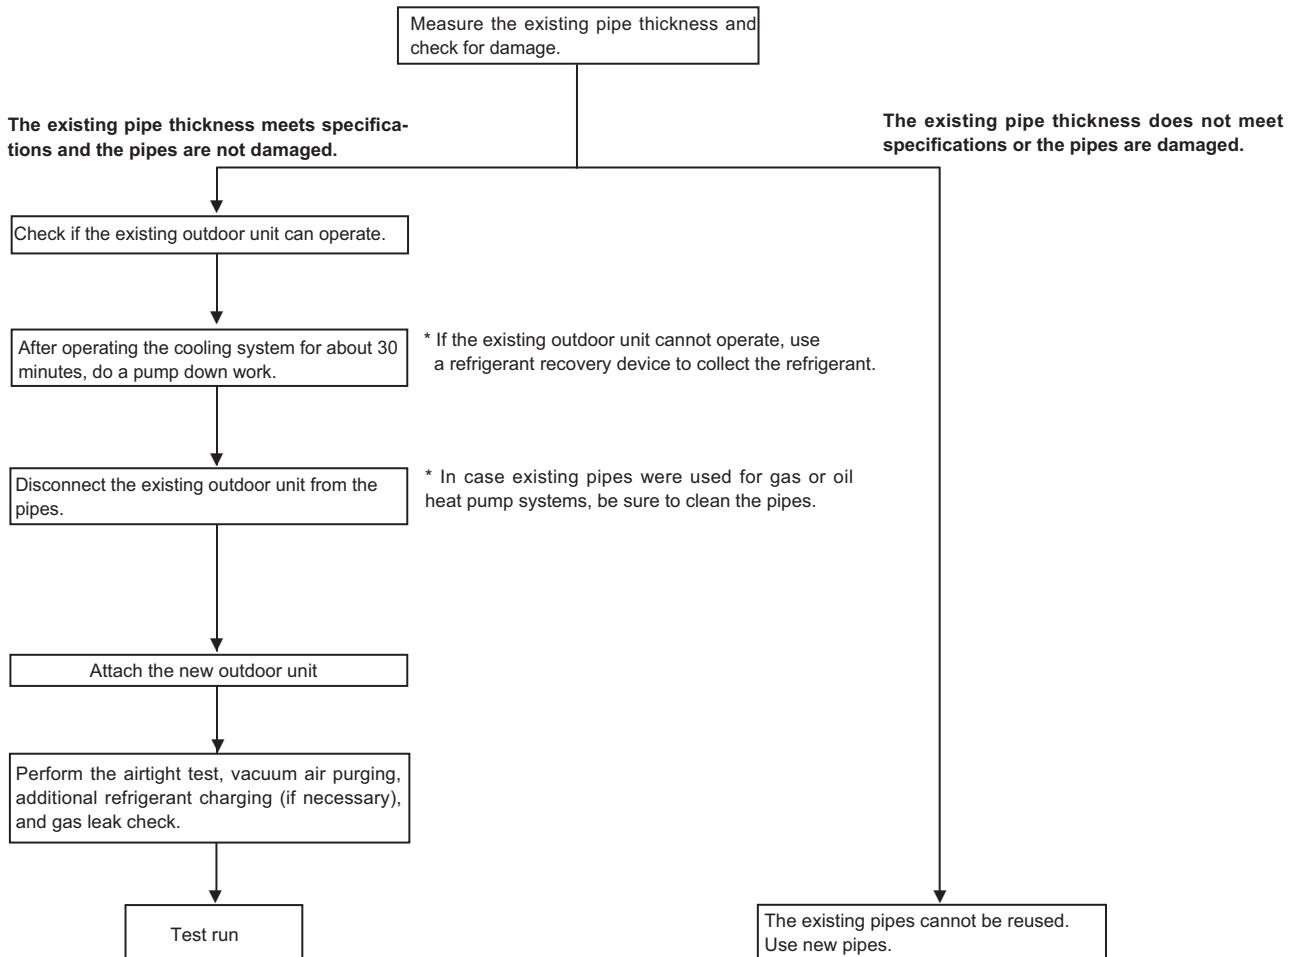 Measure the existing pipe thickness and
check for damage.
The existing pipe thickness meets specifica-
tions and the pipes are not damaged.
The existing pipe thickness does not meet
specifications or the pipes are damaged.
Check if the existing outdoor unit can operate.
After operating the cooling system for about 30
minutes, do a pump down work.
* If the existing outdoor unit cannot operate, use
a refrigerant recovery device to collect the refrigerant.
Disconnect the existing outdoor unit from the
pipes.
* In case existing pipes were used for gas or oil
heat pump systems, be sure to clean the pipes.
Attach the new outdoor unit
Perform the airtight test, vacuum air purging,
additional refrigerant charging (if necessary),
and gas leak check.
Test run
The existing pipes cannot be reused.
Use new pipes.